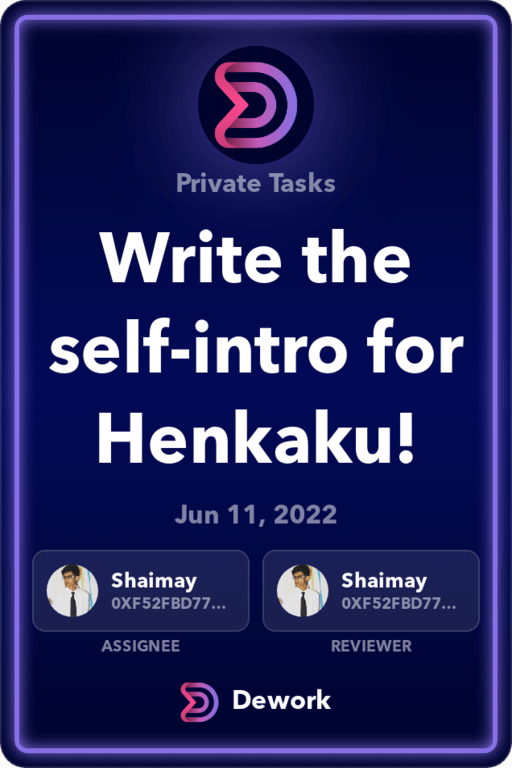 Private Tasks
Write the
self-intro for
Henkaku!
Jun 11, 2022
Shaimay
0XF52FBD77...
ASSIGNEE
Shaimay
0XF52FBD77...
REVIEWER
Dework